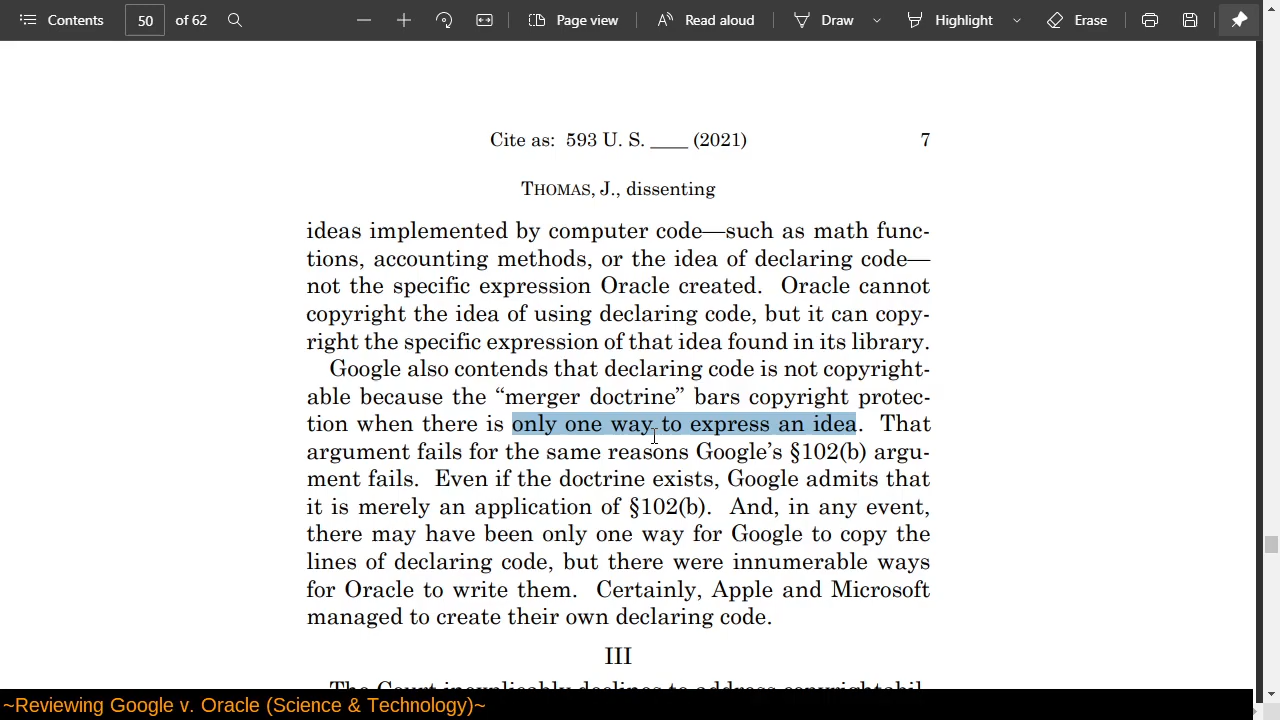 Contents 50 of 62 Page view Read aloud Draw Highlight Erase
Cite as: 593 U. S. ____ (2021) 7
THOMAS, J., dissenting
ideas implemented by computer code—such as math func-
tions, accounting methods, or the idea of declaring code—
not the specific expression Oracle created. Oracle cannot
copyright the idea of using declaring code, but it can copy-
right the specific expression of that idea found in its library.
Google also contends that declaring code is not copyright-
able because the “merger doctrine” bars copyright protec-
tion when there is only one way to express an idea. That
argument fails for the same reasons Google’s §102(b) argu-
ment fails. Even if the doctrine exists, Google admits that
it is merely an application of §102(b). And, in any event,
there may have been only one way for Google to copy the
lines of declaring code, but there were innumerable ways
for Oracle to write them. Certainly, Apple and Microsoft
managed to create their own declaring code.
III
The Court inexplicably declines to address copyrightabil-
~Reviewing Google v. Oracle (Science & Technology)~